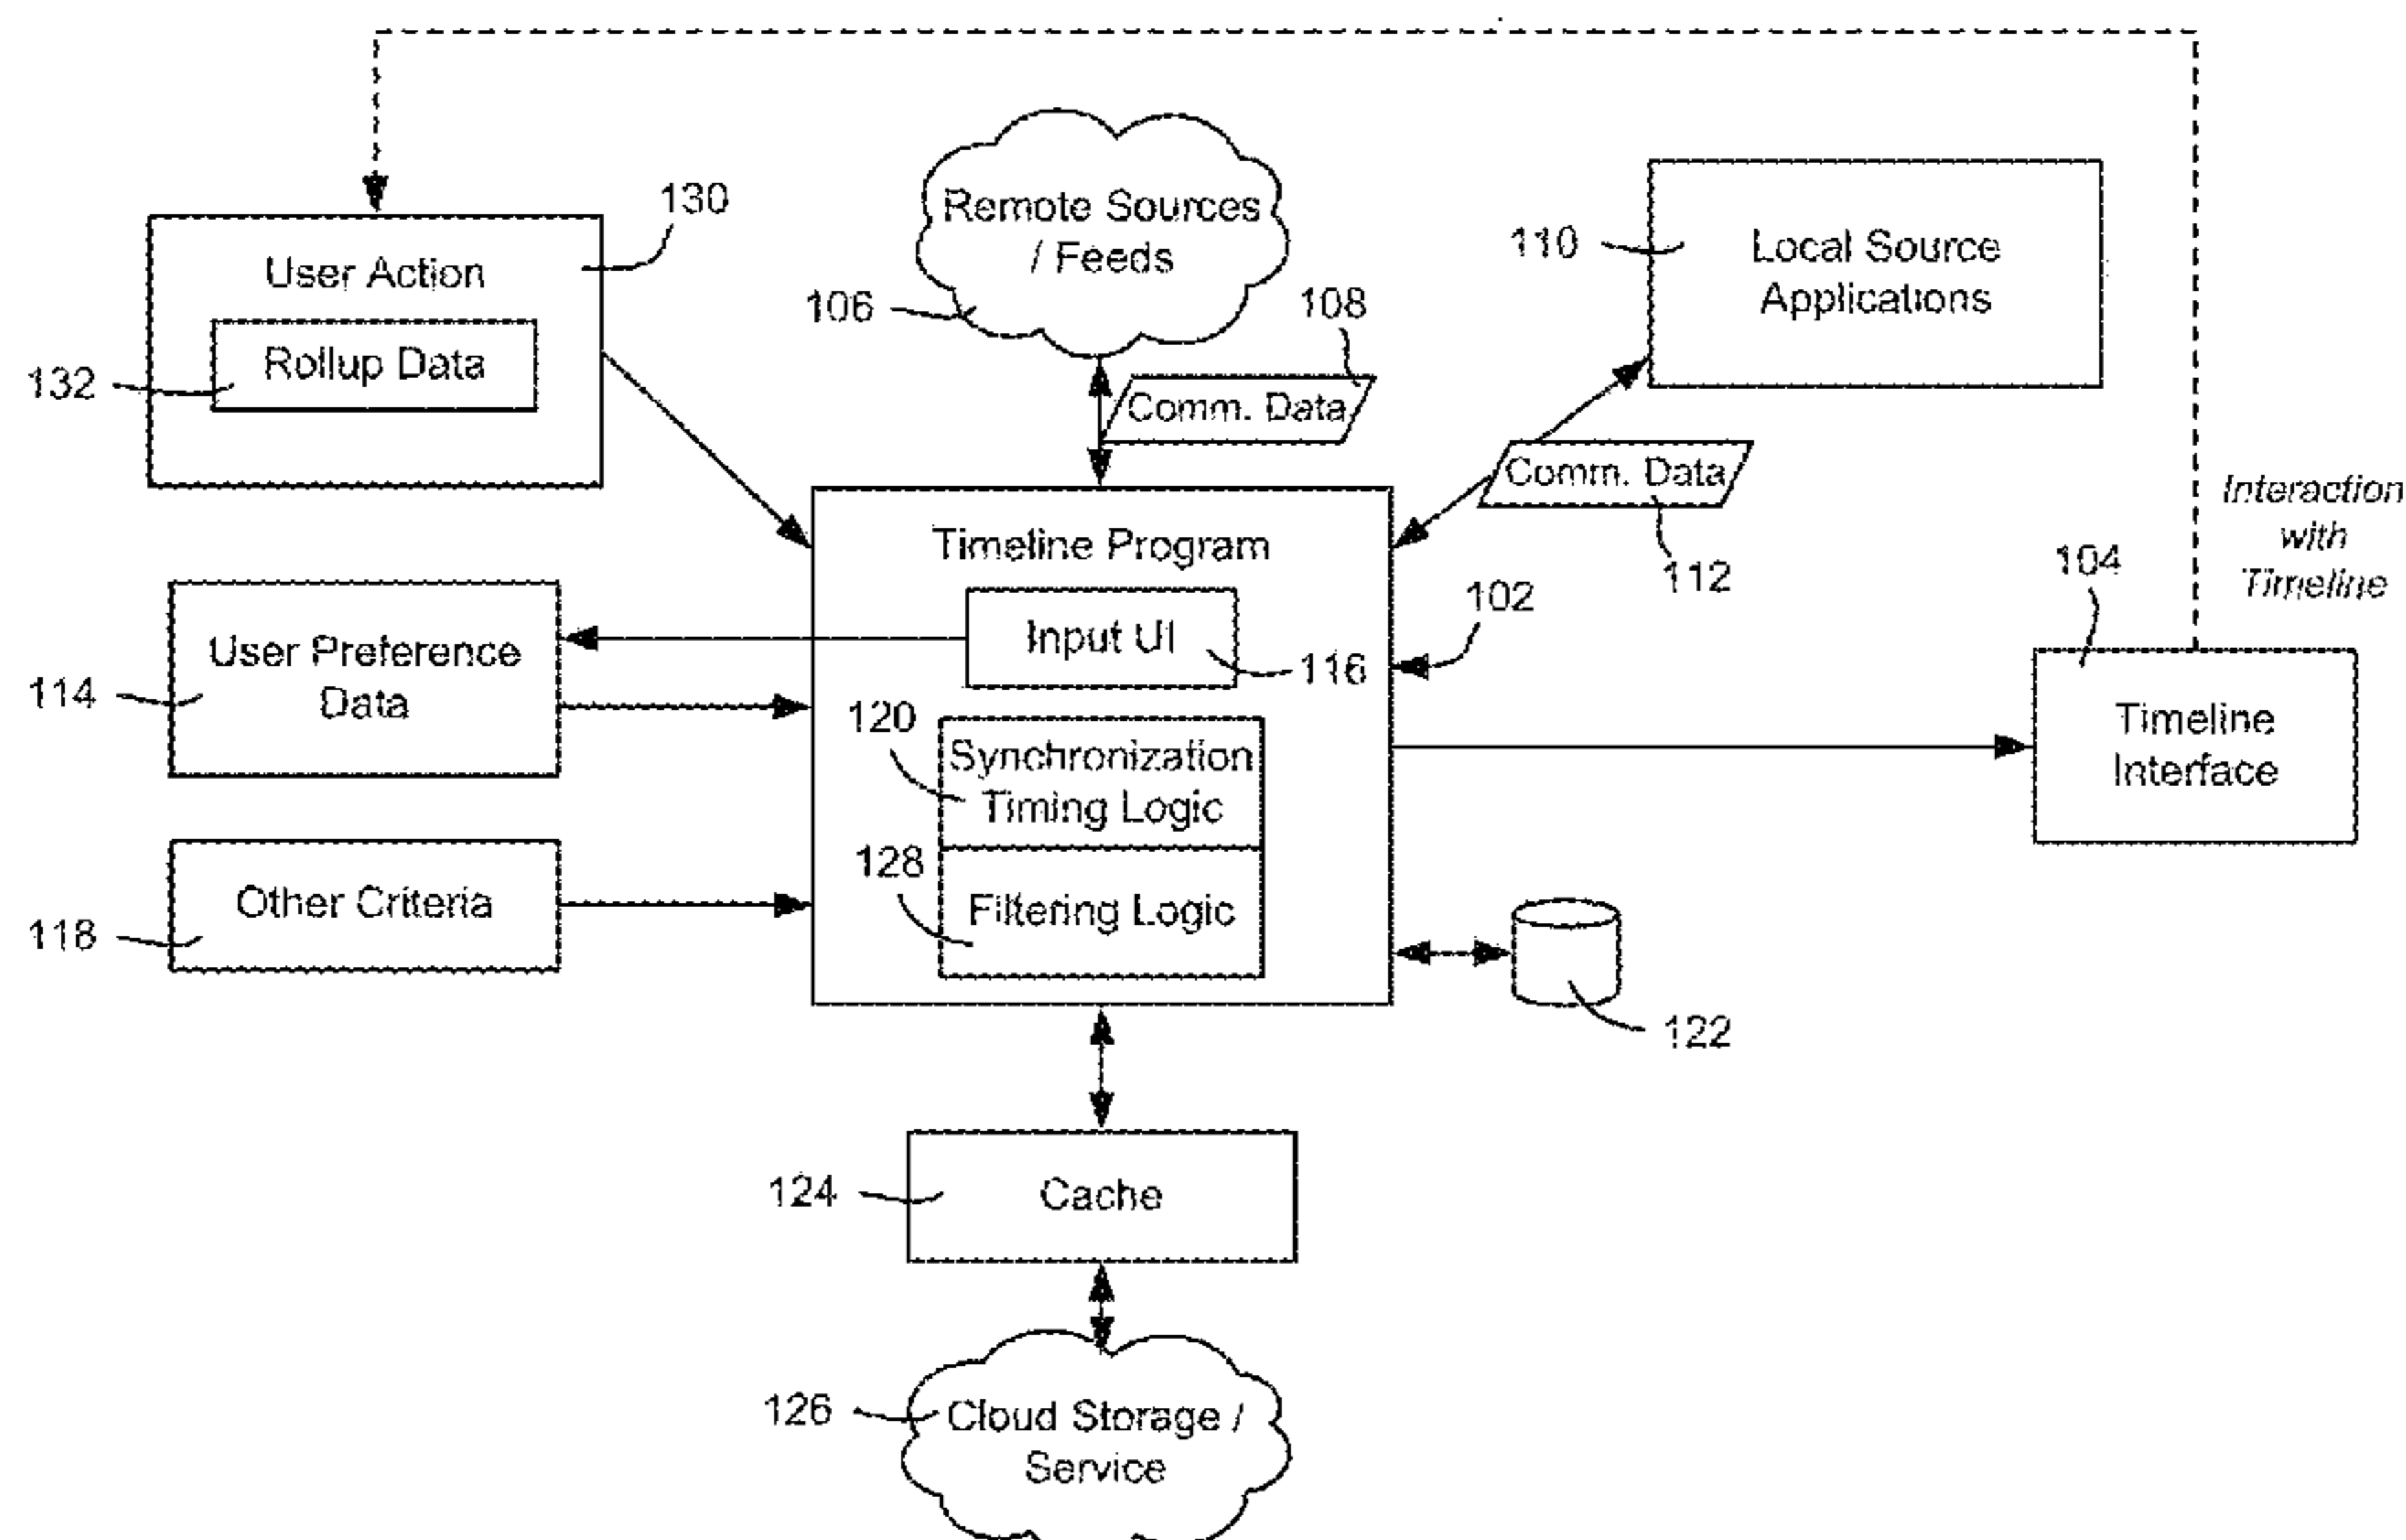 130
User Action
Rollup Data
132
Remote Sources
/ Feeds
106
108
Comm. Data
110
Local Source
Applications
Comm. Data
112
Interaction
with
Timeline
Timeline Program
102
104
Input UI
116
User Preference
Data
114
120
Synchronization
Timing Logic
Timeline
Interface
128
Filtering Logic
Other Criteria
118
122
124
Cache
126
Cloud Storage /
Service